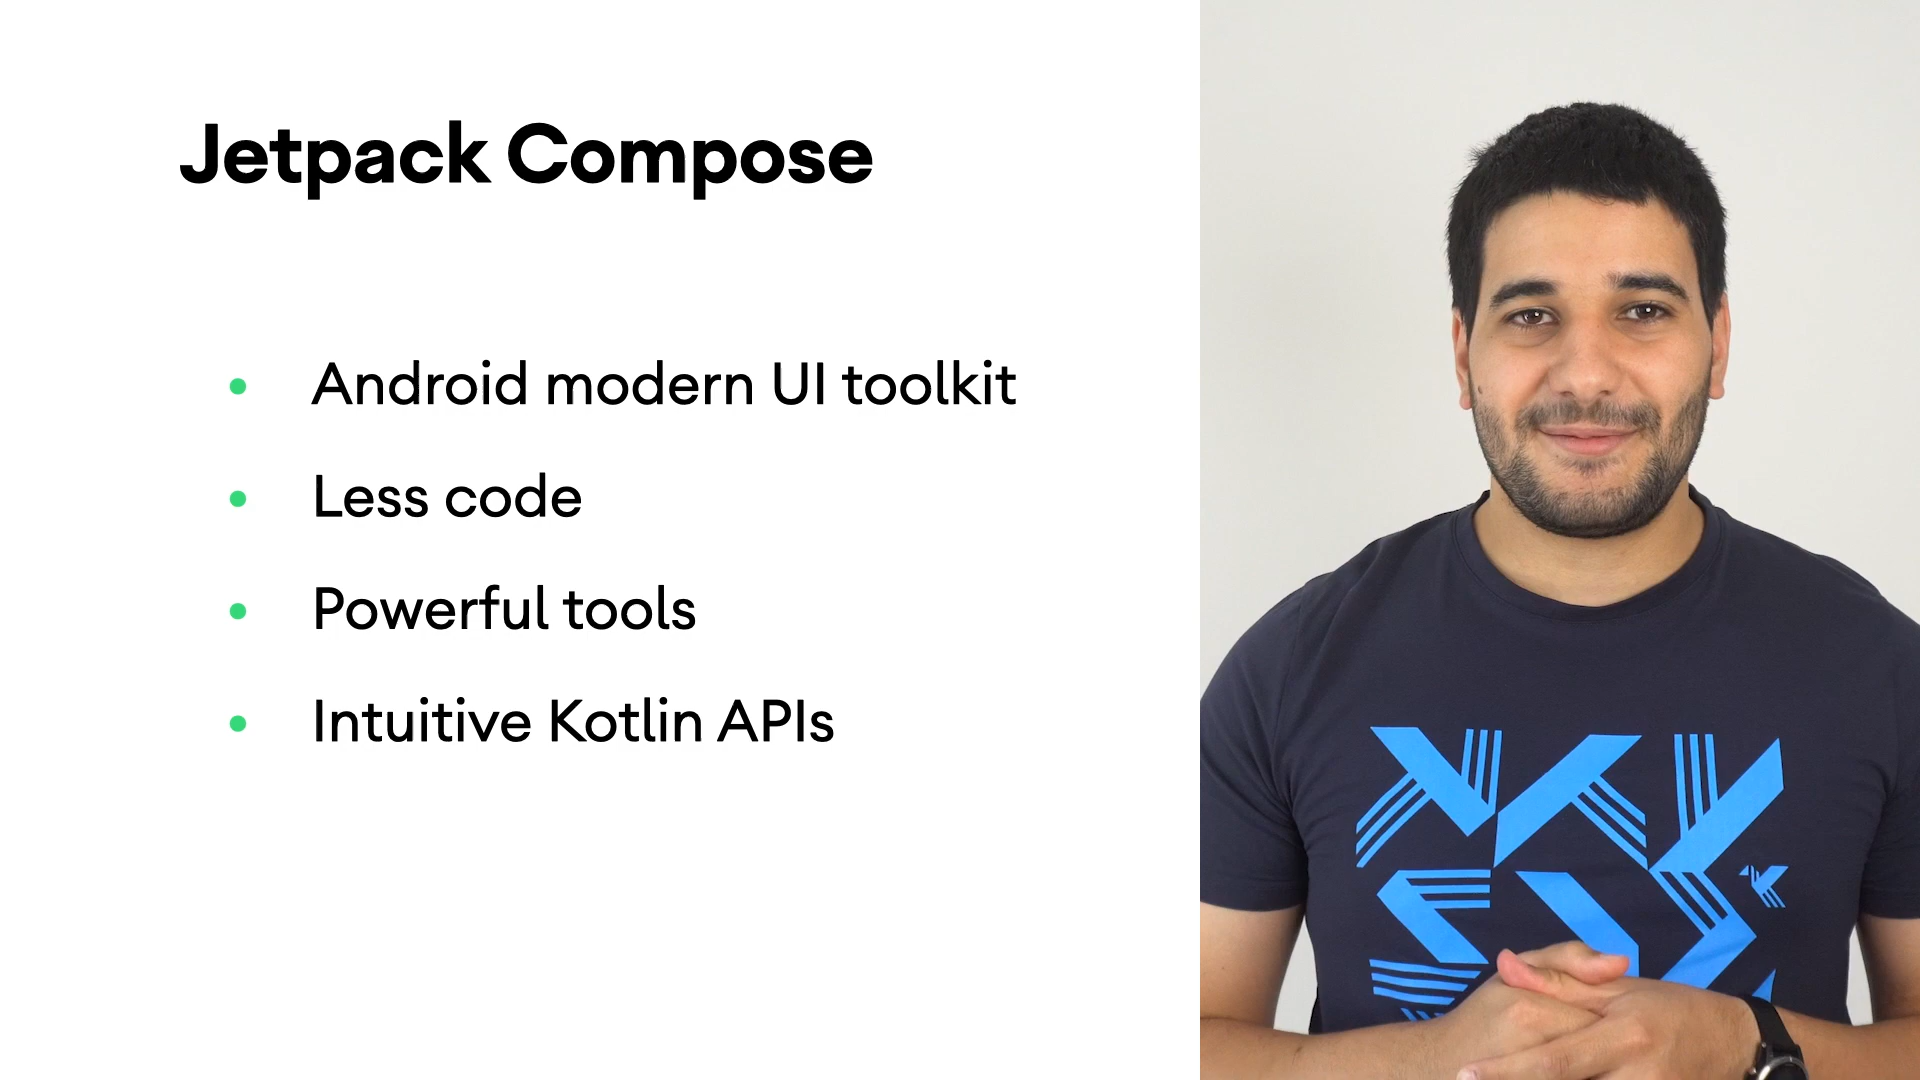 Jetpack Compose
Android modern UI toolkit
Less code
Powerful tools
Intuitive Kotlin APIs